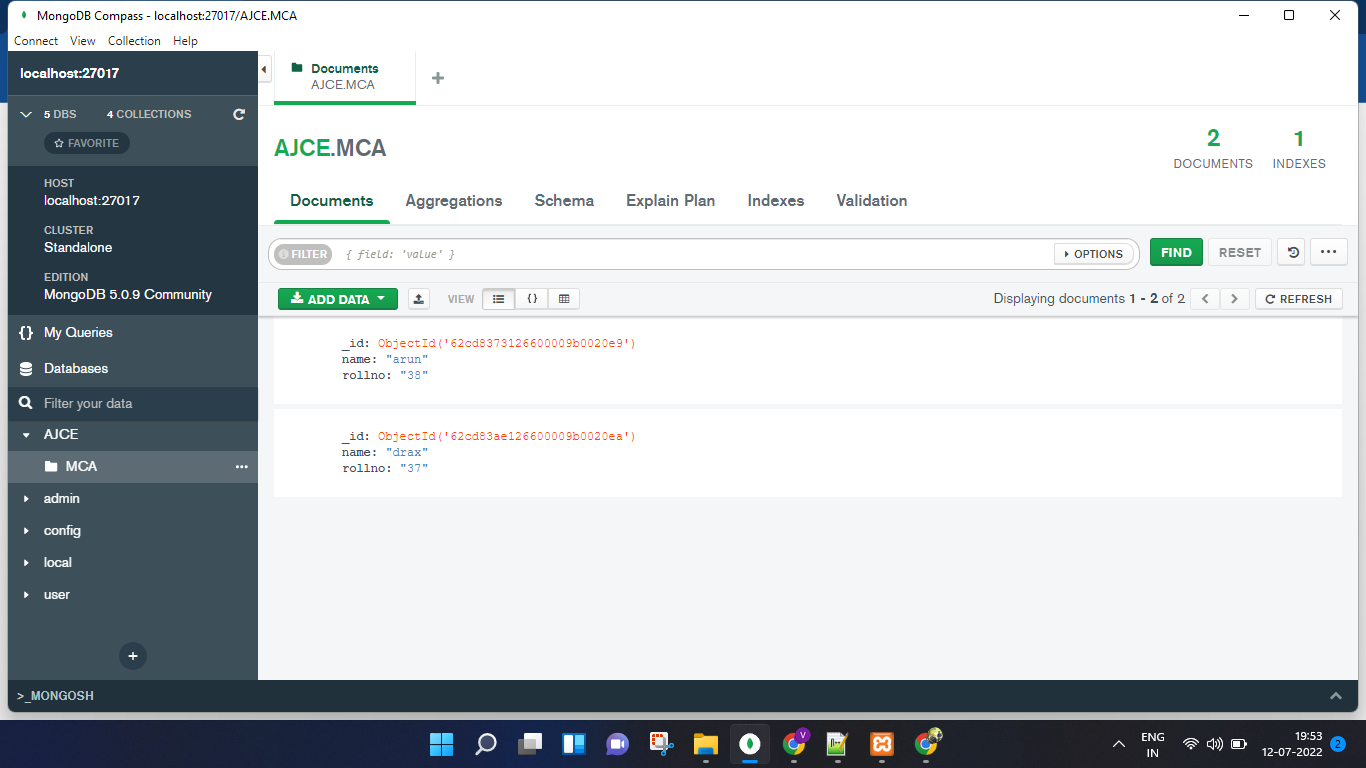 MongoDB Compass - localhost:27017/AJCE.MCA
Connect View Collection Help
localhost:27017
5 DBS 4 COLLECTIONS
FAVORITE
HOST
localhost:27017
CLUSTER
Standalone
EDITION
MongoDB 5.0.9 Community
{} My Queries
Databases
Filter your data
AJCE
MCA
admin
config
local
user
Documents
AJCE.MCA
AJCE.MCA
2
DOCUMENTS
1
INDEXES
Documents Aggregations Schema Explain Plan Indexes Validation
FILTER { field: 'value' } OPTIONS FIND RESET
ADD DATA VIEW {} Displaying documents 1 - 2 of 2 REFRESH
_id: ObjectId('62cd8373126600009b0020e9')
name: "arun"
rollno: "38"
_id: ObjectId('62cd83ae126600009b0020ea')
name: "drax"
rollno: "37"
>_MONGOSH
V
ENG
IN
19:53
12-07-2022
2